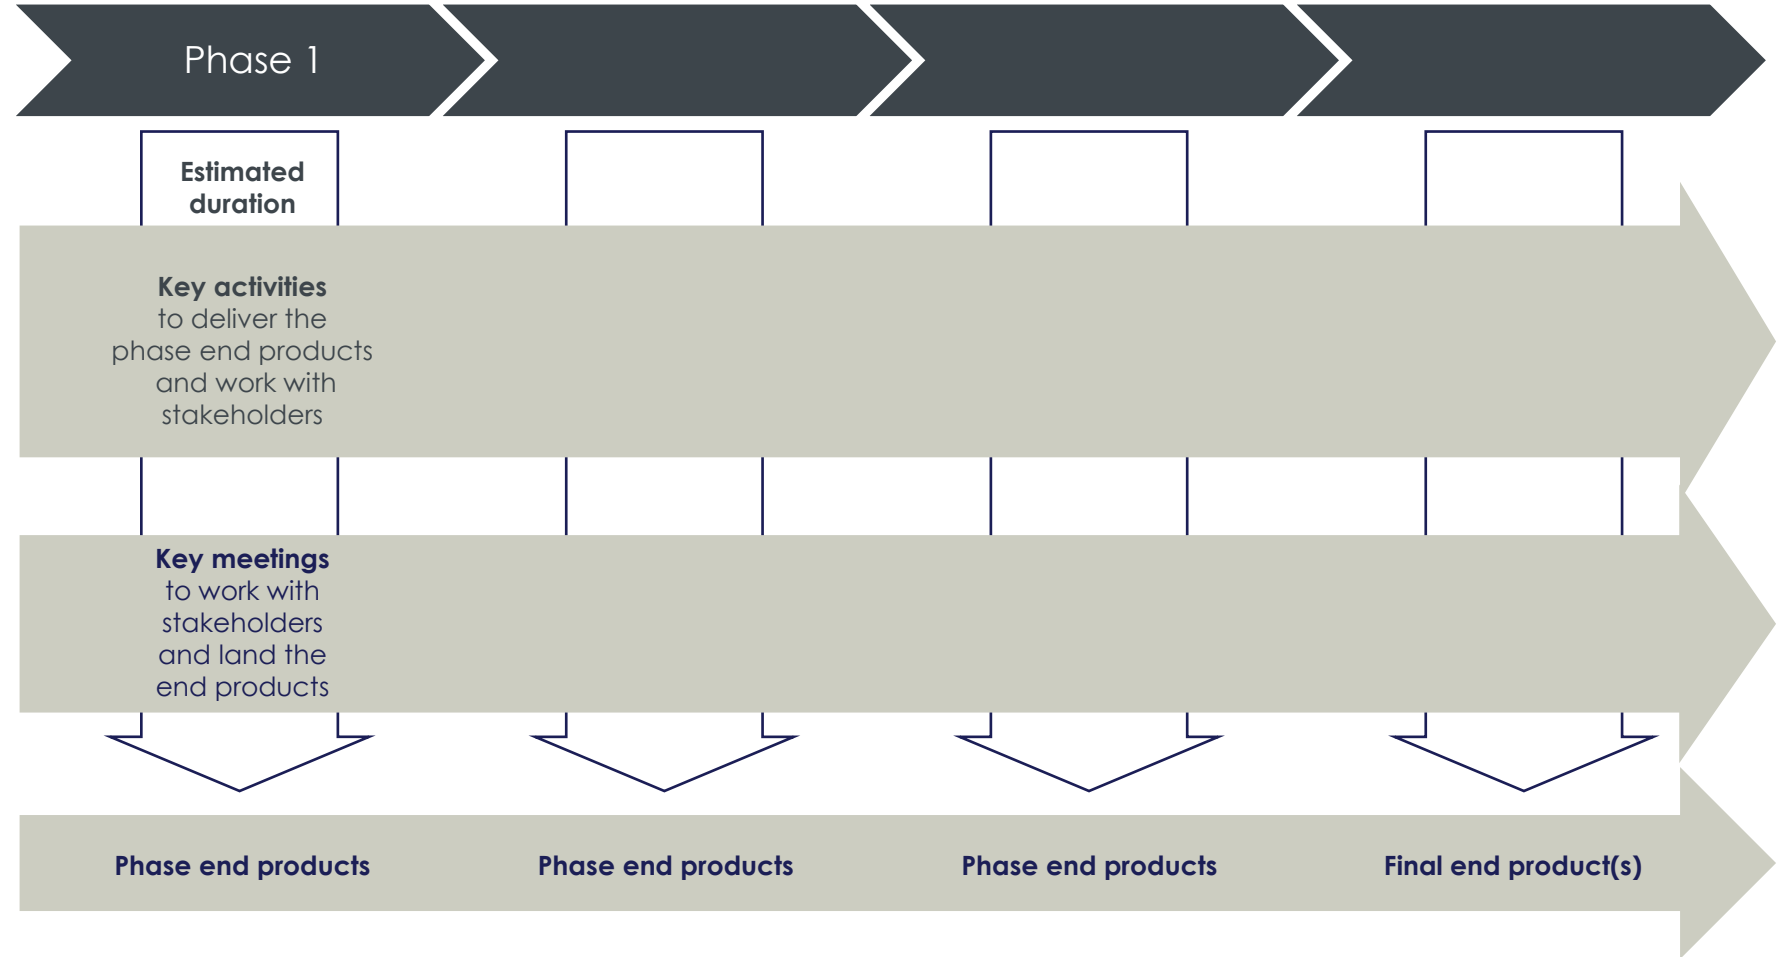 Phase 1
Estimated
duration
Key activities
to deliver the
phase end products
and work with
stakeholders
Key meetings
to work with
stakeholders
and land the
end products
Phase end products
Phase end products
Phase end products
Final end product(s)